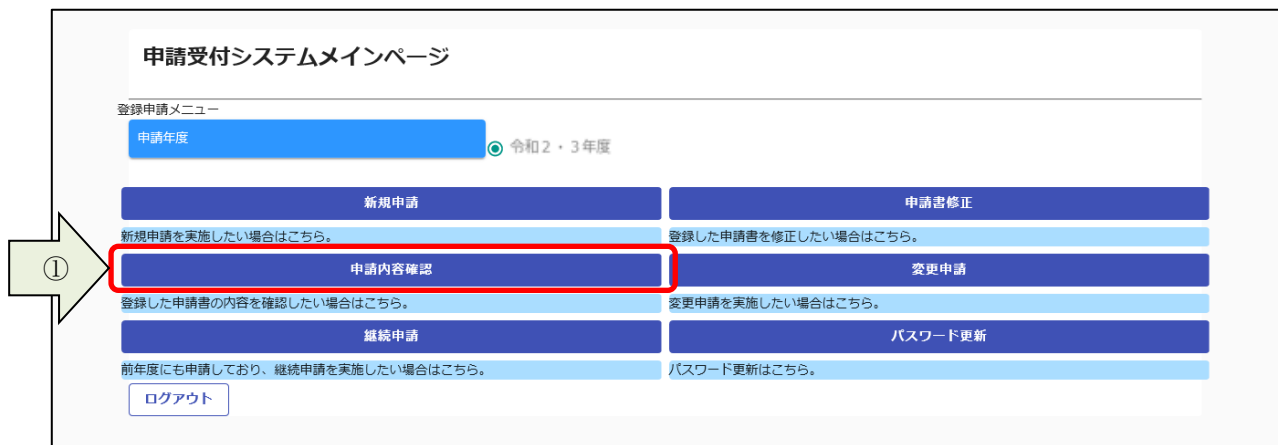 申請受付システムメインページ
登録申請メニュー
申請年度
令和2・3年度
新規申請
申請書修正
新規申請を実施したい場合はこちら。
登録した申請書を修正したい場合はこちら。
①
申請内容確認
変更申請
登録した申請書の内容を確認したい場合はこちら。
変更申請を実施したい場合はこちら。
継続申請
パスワード更新
前年度にも申請しており、継続申請を実施したい場合はこちら。
パスワード更新はこちら。
ログアウト